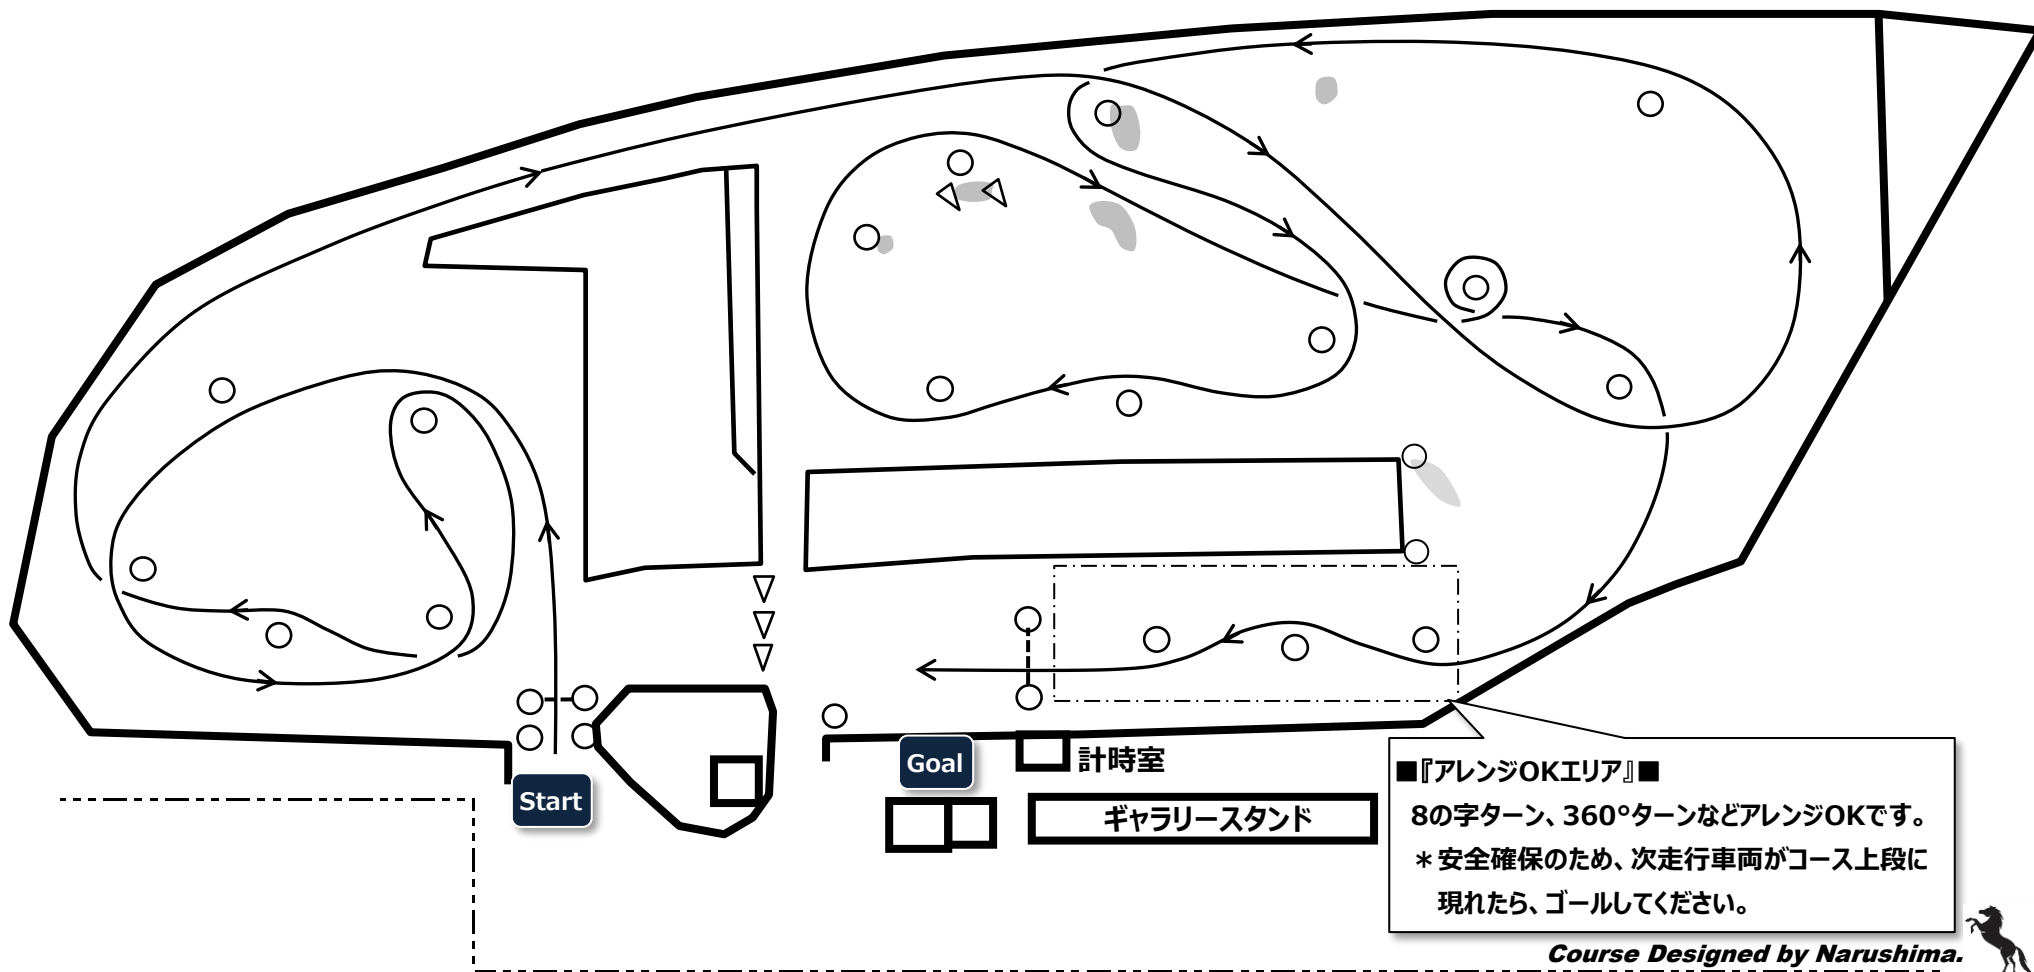 計時室
Goal
Start
ギャラリースタンド
■『アレンジOKエリア』■
8の字ターン、360°ターンなどアレンジOKです。
＊安全確保のため、次走行車両がコース上段に
現れたら、ゴールしてください。
Course Designed by Narushima.